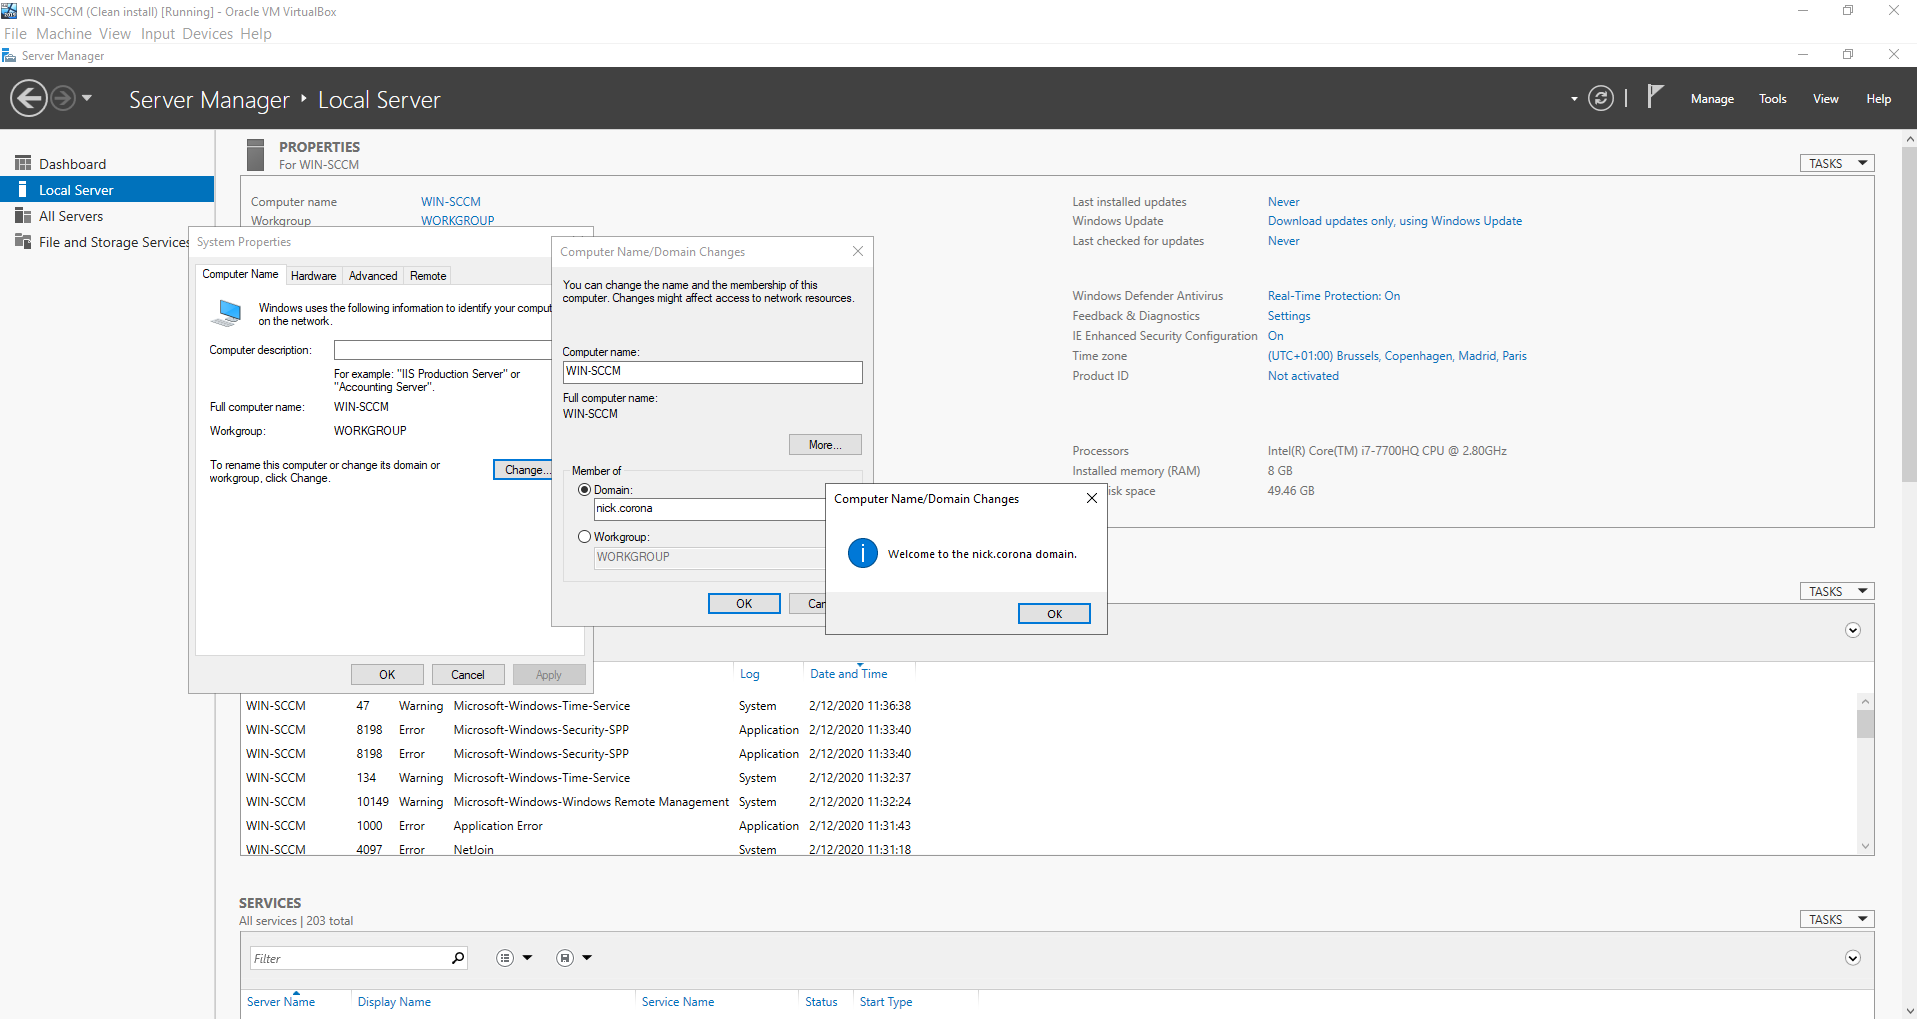 WIN-SCCM (Clean install) [Running] - Oracle VM VirtualBox
File Machine View Input Devices Help
Server Manager
Server Manager Local Server
Manage Tools View Help
Dashboard
Local Server
All Servers
File and Storage Services
PROPERTIES
For WIN-SCCM
TASKS
Computer name WIN-SCCM
Workgroup WORKGROUP
Last installed updates Never
Windows Update Download updates only, using Windows Update
Last checked for updates Never
Windows Defender Antivirus Real-Time Protection: On
Feedback & Diagnostics Settings
IE Enhanced Security Configuration On
Time zone (UTC+01:00) Brussels, Copenhagen, Madrid, Paris
Product ID Not activated
Processors Intel(R) Core(TM) i7-7700HQ CPU @ 2.80GHz
Installed memory (RAM) 8 GB
isk space 49.46 GB
System Properties
Computer Name Hardware Advanced Remote
Windows uses the following information to identify your comput
on the network.
Computer description:
For example: "IIS Production Server" or
"Accounting Server".
Full computer name: WIN-SCCM
Workgroup: WORKGROUP
To rename this computer or change its domain or
workgroup, click Change.
Change...
OK Cancel Apply
Computer Name/Domain Changes
You can change the name and the membership of this
computer. Changes might affect access to network resources.
Computer name:
WIN-SCCM
Full computer name:
WIN-SCCM
More...
Member of
Domain:
nick.corona
Workgroup:
WORKGROUP
OK Can
Computer Name/Domain Changes
Welcome to the nick.corona domain.
OK
TASKS
Log Date and Time
WIN-SCCM 47 Warning Microsoft-Windows-Time-Service System 2/12/2020 11:36:38
WIN-SCCM 8198 Error Microsoft-Windows-Security-SPP Application 2/12/2020 11:33:40
WIN-SCCM 8198 Error Microsoft-Windows-Security-SPP Application 2/12/2020 11:33:40
WIN-SCCM 134 Warning Microsoft-Windows-Time-Service System 2/12/2020 11:32:37
WIN-SCCM 10149 Warning Microsoft-Windows-Windows Remote Management System 2/12/2020 11:32:24
WIN-SCCM 1000 Error Application Error Application 2/12/2020 11:31:43
WIN-SCCM 4097 Error NetJoin System 2/12/2020 11:31:18
SERVICES
All services | 203 total
TASKS
Filter
Server Name Display Name Service Name Status Start Type